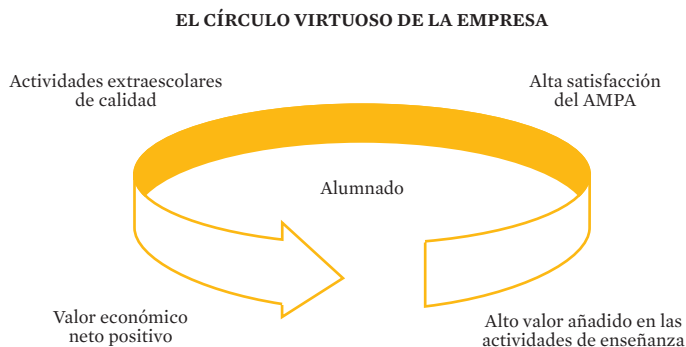 EL CÍRCULO VIRTUOSO DE LA EMPRESA
Actividades extraescolares
de calidad
Alta satisfacción
del AMPA
Alumnado
Valor económico
neto positivo
Alto valor añadido en las
actividades de enseñanza